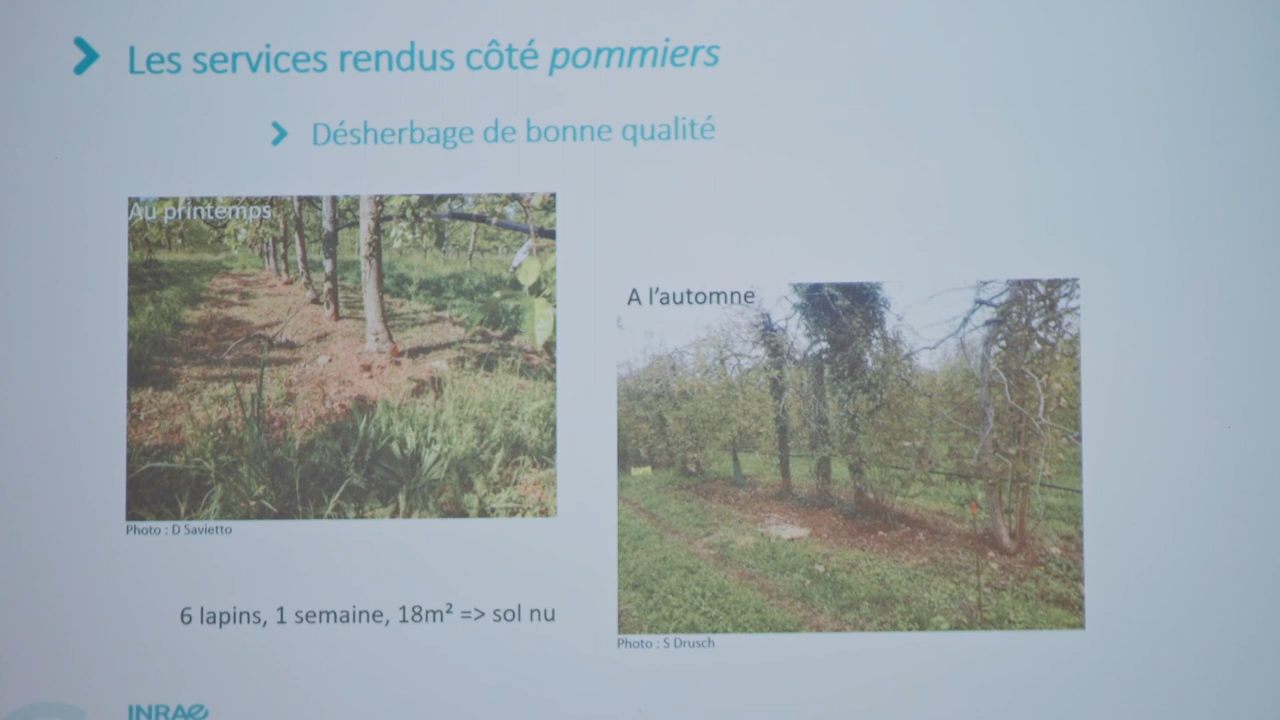 Les services rendus côté pommiers
Désherbage de bonne qualité
Au printemps
A l'automne
Photo : D Savietto
6 lapins, 1 semaine, 18m² => sol nu
Photo : S Drusch
INRAE